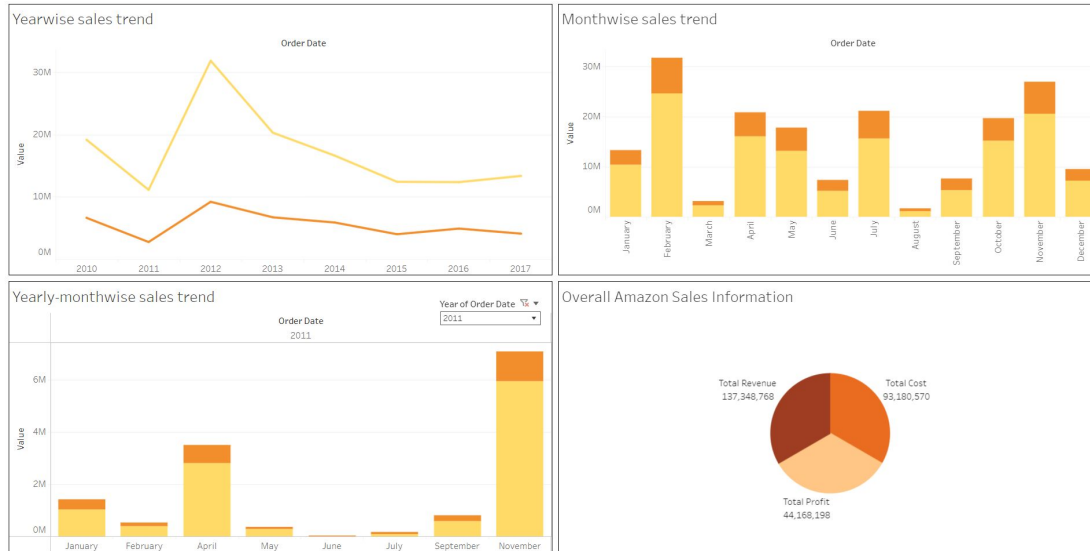 Yearwise sales trend
Order Date
30M
20M
10M
0M
Value
2010 2011 2012 2013 2014 2015 2016 2017
Monthwise sales trend
Order Date
30M
20M
10M
0M
Value
January February March April May June July August September October November December
Yearly-monthwise sales trend
Year of Order Date
2011
Order Date
2011
6M
4M
2M
0M
Value
January February April May June July September November
Overall Amazon Sales Information
Total Revenue
137,348,768
Total Cost
93,180,570
Total Profit
44,168,198